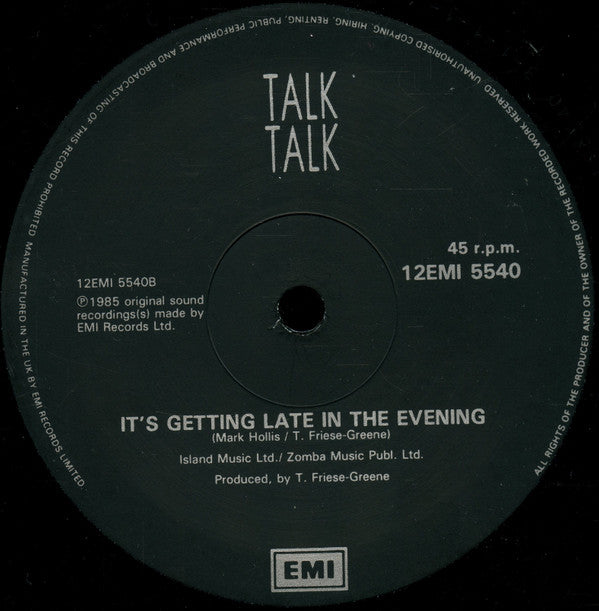 ALL RIGHTS OF THE PRODUCER AND OF THE OWNER OF THE RECORDED WORK RESERVED. UNAUTHORISED COPYING, HIRING, RENTING, PUBLIC PERFORMANCE AND BROADCASTING OF THIS RECORD PROHIBITED. MANUFACTURED IN THE UK BY EMI RECORDS LIMITED.
TALK
TALK
45 r.p.m.
12EMI 5540
12EMI 5540B
℗1985 original sound
recordings(s) made by
EMI Records Ltd.
IT'S GETTING LATE IN THE EVENING
(Mark Hollis / T. Friese-Greene)
Island Music Ltd./ Zomba Music Publ. Ltd.
Produced, by T. Friese-Greene
EMI